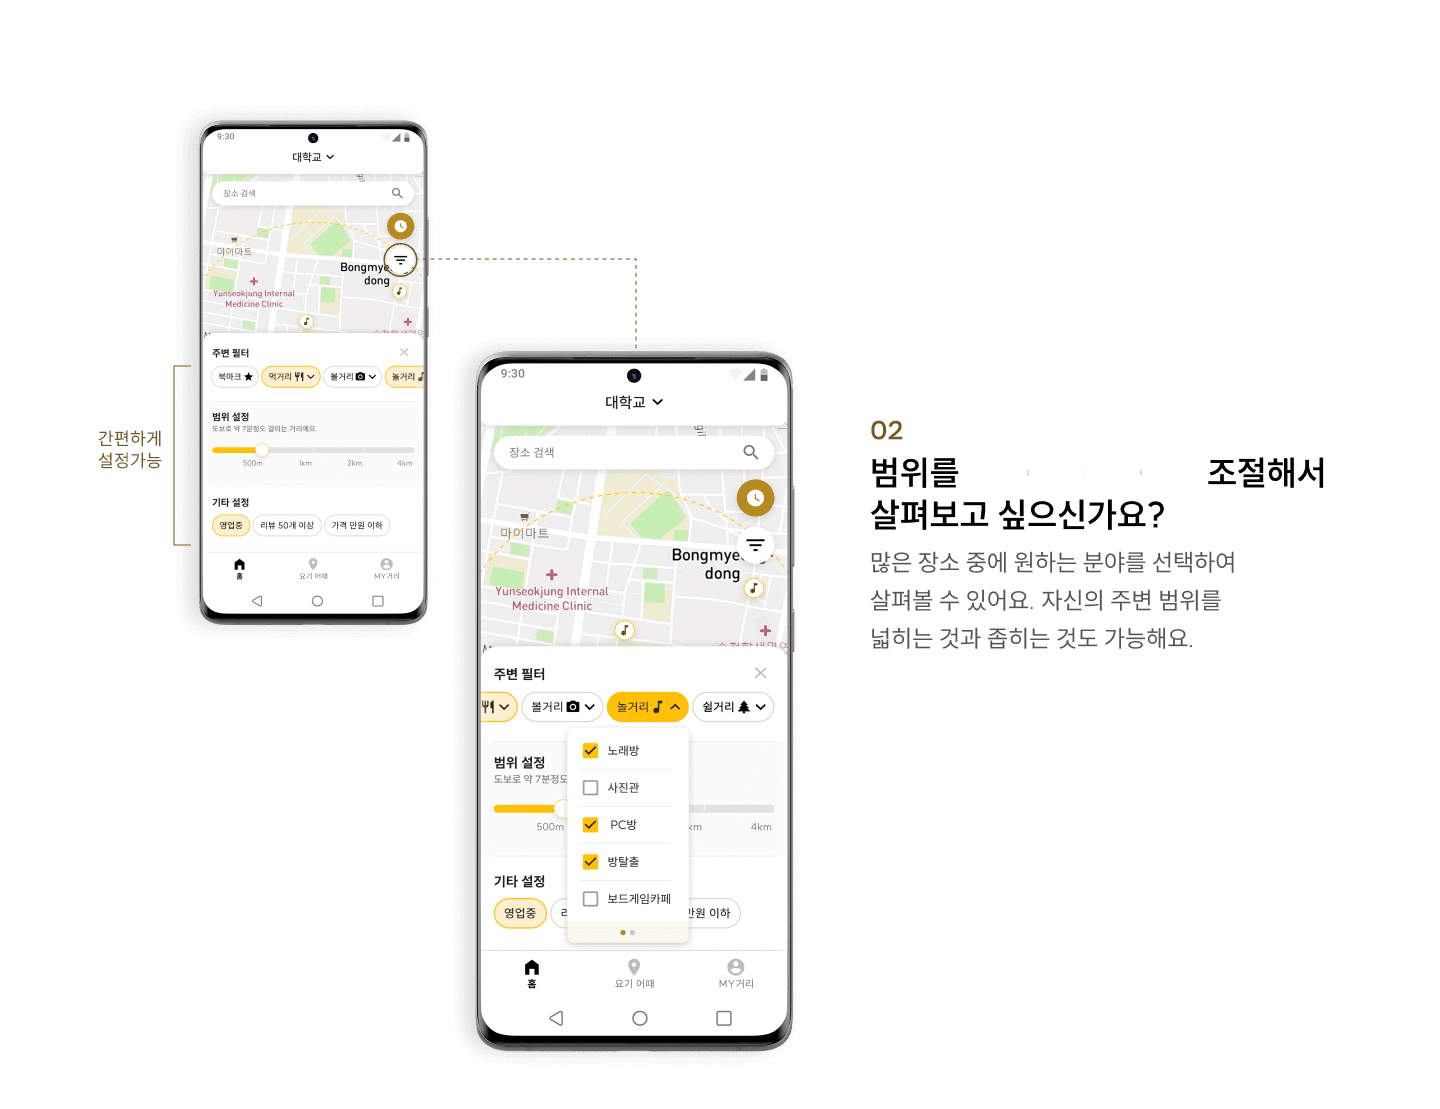 9:30
대학교
장소 검색
마이마트
Bongmye
dong
Yunseokjung Internal
Medicine Clinic
주변 필터
북마크
먹거리
볼거리
놀거리
범위 설정
도보로 약 7분정도 걸리는 거리예요.
500m
1km
2km
4km
기타 설정
영업중
리뷰 50개 이상
가격 만원 이하
홈
요기 어때
MY거리
간편하게
설정가능
9:30
대학교
장소 검색
마이마트
Bongmye
dong
Yunseokjung Internal
Medicine Clinic
주변 필터
볼거리
놀거리
쉴거리
범위 설정
도보로 약 7분정도
500m
km
4km
노래방
사진관
PC방
방탈출
보드게임카페
기타 설정
영업중
만원 이하
홈
요기 어때
MY거리
02
범위를 조절해서
살펴보고 싶으신가요?
많은 장소 중에 원하는 분야를 선택하여
살펴볼 수 있어요. 자신의 주변 범위를
넓히는 것과 좁히는 것도 가능해요.